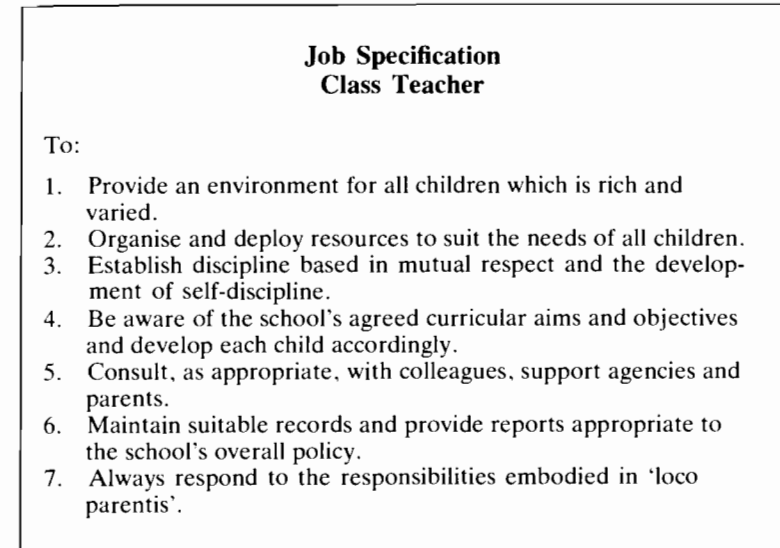 Job Specification
Class Teacher
To:
1. Provide an environment for all children which is rich and
varied.
2. Organise and deploy resources to suit the needs of all children.
3. Establish discipline based in mutual respect and the develop-
ment of self-discipline.
4. Be aware of the school's agreed curricular aims and objectives
and develop each child accordingly.
5. Consult, as appropriate, with colleagues, support agencies and
parents.
6. Maintain suitable records and provide reports appropriate to
the school's overall policy.
7. Always respond to the responsibilities embodied in ‘loco
parentis’.